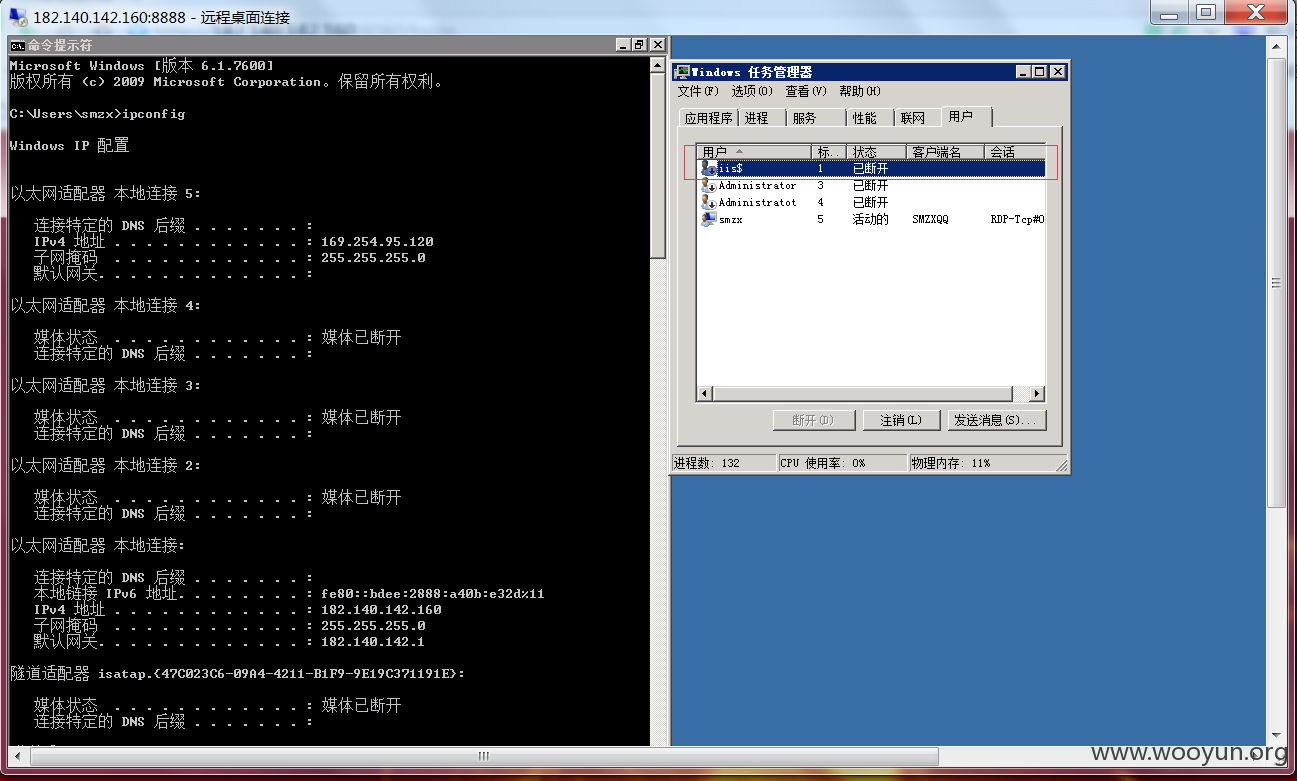 182.140.142.160:8888 - 远程桌面连接
命令提示符
Microsoft Windows [版本 6.1.7600]
版权所有 (c) 2009 Microsoft Corporation。保留所有权利。
C:\Users\smzx>ipconfig
Windows IP 配置
以太网适配器 本地连接 5:
连接特定的 DNS 后缀 . . . . . . . :
IPv4 地址 . . . . . . . . . . . . : 169.254.95.120
子网掩码 . . . . . . . . . . . . : 255.255.255.0
默认网关. . . . . . . . . . . . . :
以太网适配器 本地连接 4:
媒体状态 . . . . . . . . . . . . : 媒体已断开
连接特定的 DNS 后缀 . . . . . . . :
以太网适配器 本地连接 3:
媒体状态 . . . . . . . . . . . . : 媒体已断开
连接特定的 DNS 后缀 . . . . . . . :
以太网适配器 本地连接 2:
媒体状态 . . . . . . . . . . . . : 媒体已断开
连接特定的 DNS 后缀 . . . . . . . :
以太网适配器 本地连接:
连接特定的 DNS 后缀 . . . . . . . :
本地链接 IPv6 地址. . . . . . . . : fe80::bdee:2888:a40b:e32d%11
IPv4 地址 . . . . . . . . . . . . : 182.140.142.160
子网掩码 . . . . . . . . . . . . : 255.255.255.0
默认网关. . . . . . . . . . . . . : 182.140.142.1
隧道适配器 isatap.{47C023C6-09A4-4211-B1F9-9E19C371191E}:
媒体状态 . . . . . . . . . . . . : 媒体已断开
连接特定的 DNS 后缀 . . . . . . . :
Windows 任务管理器
文件(F) 选项(O) 查看(V) 帮助(H)
应用程序 进程 服务 性能 联网 用户
用户 标.. 状态 客户端名 会话
iis$ 1 已断开
Administrator 3 已断开
Administratot 4 已断开
smzx 5 活动的 SMZXQQ RDP-Tcp#0
断开(D) 注销(L) 发送消息(S)...
进程数: 132 CPU 使用率: 0% 物理内存: 11%
www.wooyun.org